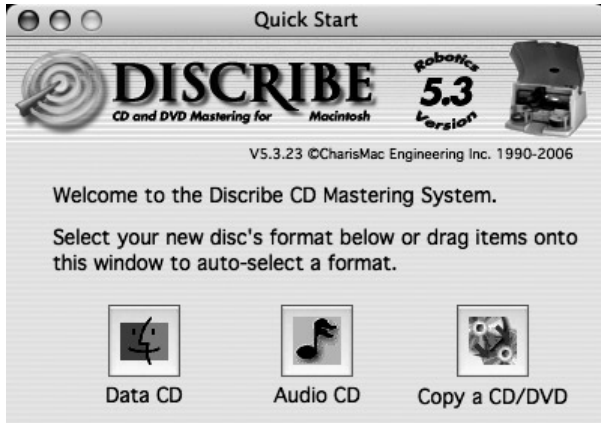 Quick Start
DISCRIBE
CD and DVD Mastering for Macintosh
Robotics
5.3
Version
V5.3.23 ©CharisMac Engineering Inc. 1990-2006
Welcome to the Discribe CD Mastering System.
Select your new disc's format below or drag items onto
this window to auto-select a format.
Data CD
Audio CD
Copy a CD/DVD